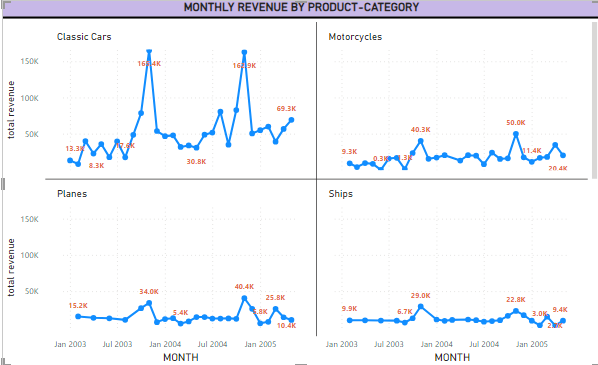 MONTHLY REVENUE BY PRODUCT-CATEGORY
Classic Cars
Motorcycles
total revenue
150K
100K
50K
13.3K
8.3K
30.8K
69.3K
9.3K
40.3K
50.0K
11.4K
20.4K
Planes
Ships
total revenue
150K
100K
50K
15.2K
34.0K
5.4K
40.4K
25.8K
10.4K
9.9K
6.7K
29.0K
22.8K
3.0K
9.4K
Jan 2003
Jul 2003
Jan 2004
Jul 2004
Jan 2005
Jan 2003
Jul 2003
Jan 2004
Jul 2004
Jan 2005
MONTH
MONTH